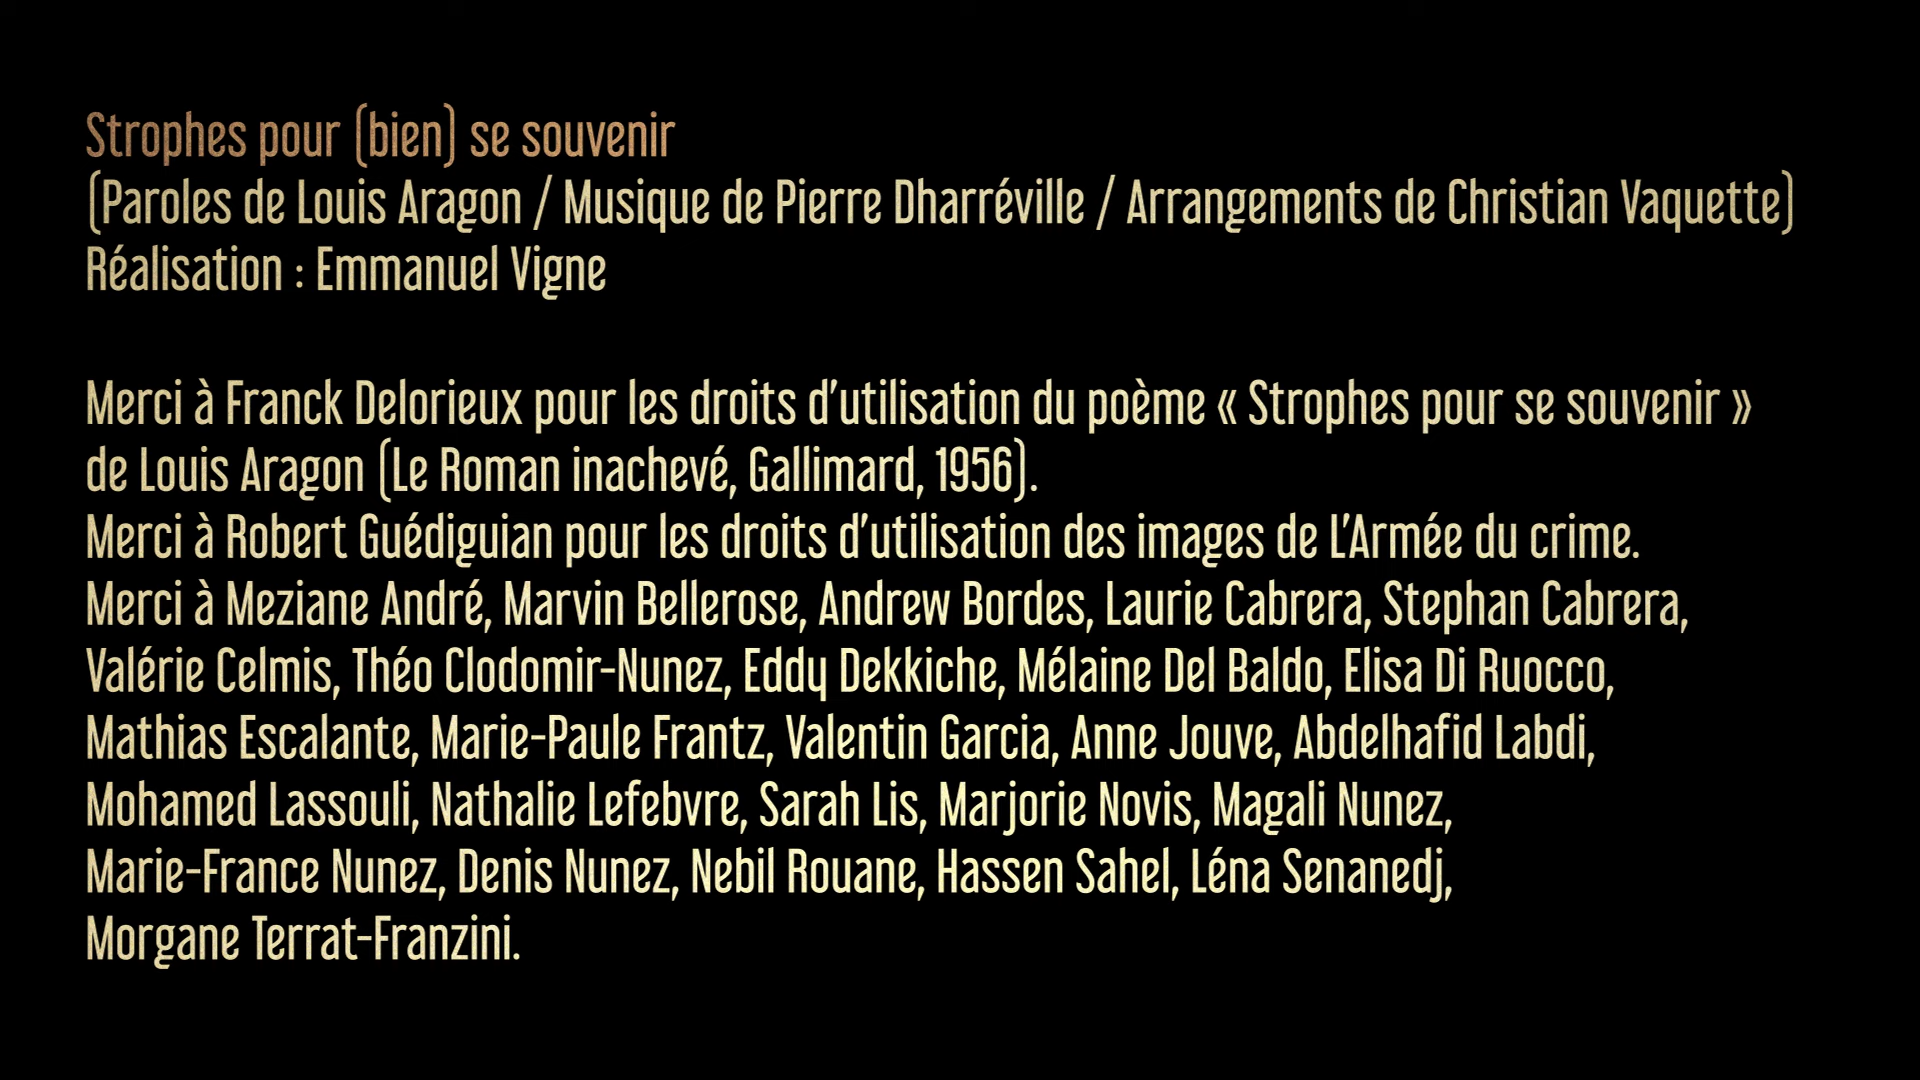 Strophes pour (bien) se souvenir
(Paroles de Louis Aragon / Musique de Pierre Dharréville / Arrangements de Christian Vaquette)
Réalisation : Emmanuel Vigne
Merci à Franck Delorieux pour les droits d’utilisation du poème « Strophes pour se souvenir »
de Louis Aragon (Le Roman inachevé, Gallimard, 1956).
Merci à Robert Guédiguian pour les droits d’utilisation des images de L’Armée du crime.
Merci à Meziane André, Marvin Bellerose, Andrew Bordes, Laurie Cabrera, Stephan Cabrera,
Valérie Celmis, Théo Clodomir-Nunez, Eddy Dekkiche, Mélaine Del Baldo, Elisa Di Ruocco,
Mathias Escalante, Marie-Paule Frantz, Valentin Garcia, Anne Jouve, Abdelhafid Labdi,
Mohamed Lassouli, Nathalie Lefebvre, Sarah Lis, Marjorie Novis, Magali Nunez,
Marie-France Nunez, Denis Nunez, Nebil Rouane, Hassen Sahel, Léna Senanedj,
Morgane Terrat-Franzini.